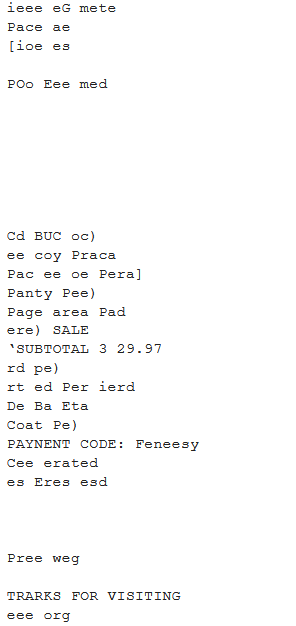 ieee eG mete
Pace ae
[ioe es
POo Eee med
Cd BUC oc)
ee coy Praca
Pac ee oe Pera]
Panty Pee)
Page area Pad
ere) SALE
‘SUBTOTAL 3 29.97
rd pe)
rt ed Per ierd
De Ba Eta
Coat Pe)
PAYNENT CODE: Feneesy
Cee erated
es Eres esd
Pree weg
TRARKS FOR VISITING
eee org